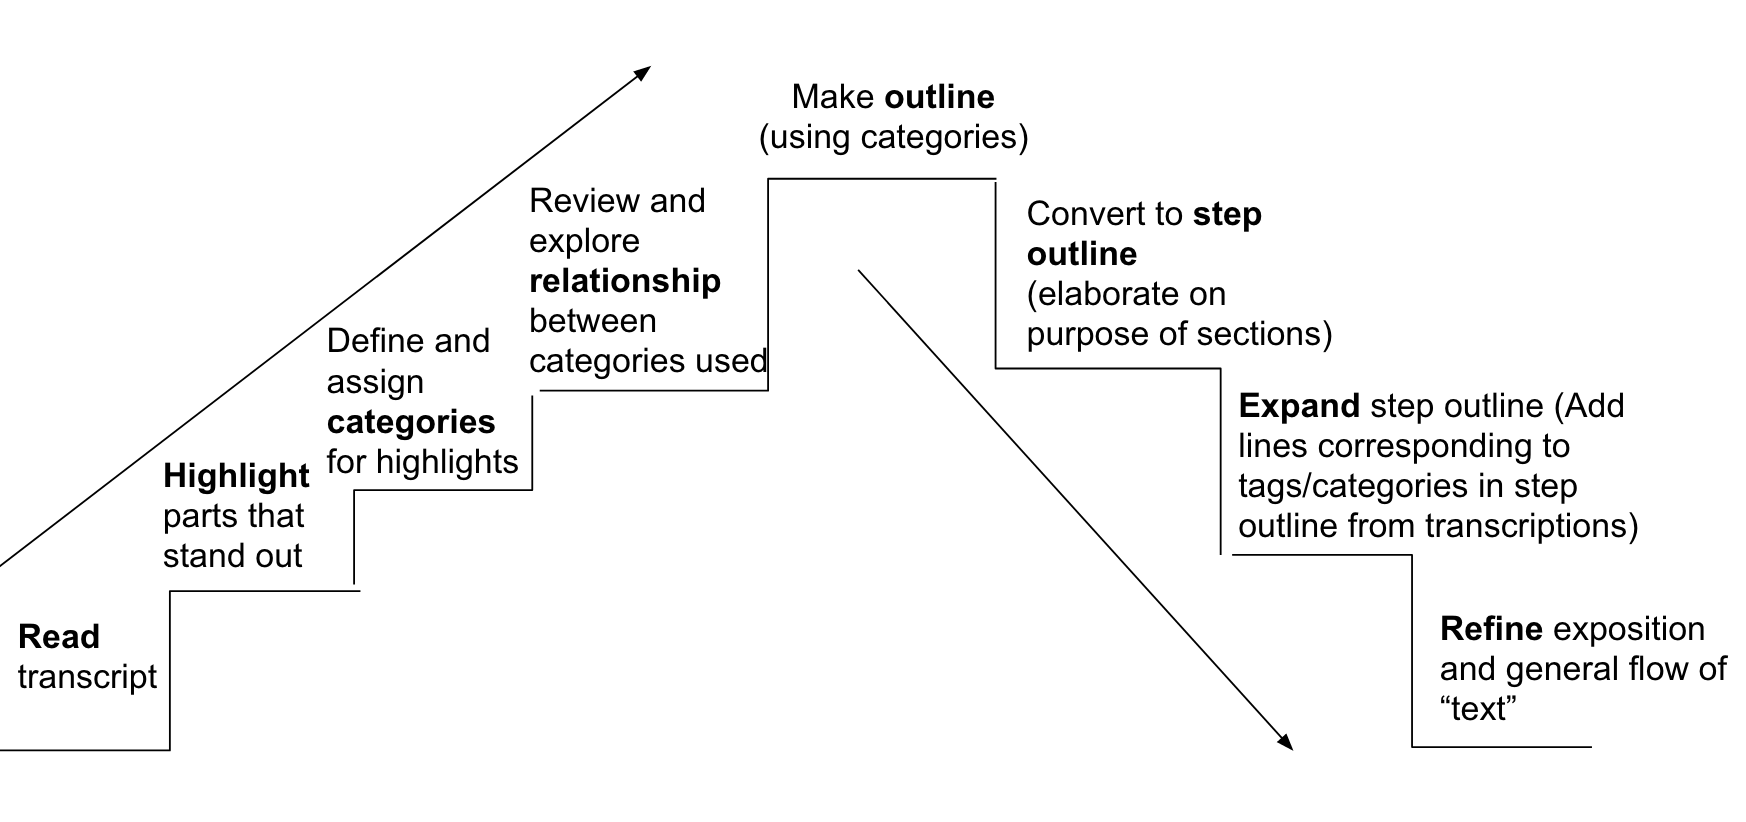 Read
transcript
Highlight
parts that
stand out
Define and
assign
categories
for highlights
Review and
explore
relationship
between
categories used
Make outline
(using categories)
Convert to step
outline
(elaborate on
purpose of sections)
Expand step outline (Add
lines corresponding to
tags/categories in step
outline from transcriptions)
Refine exposition
and general flow of
“text”